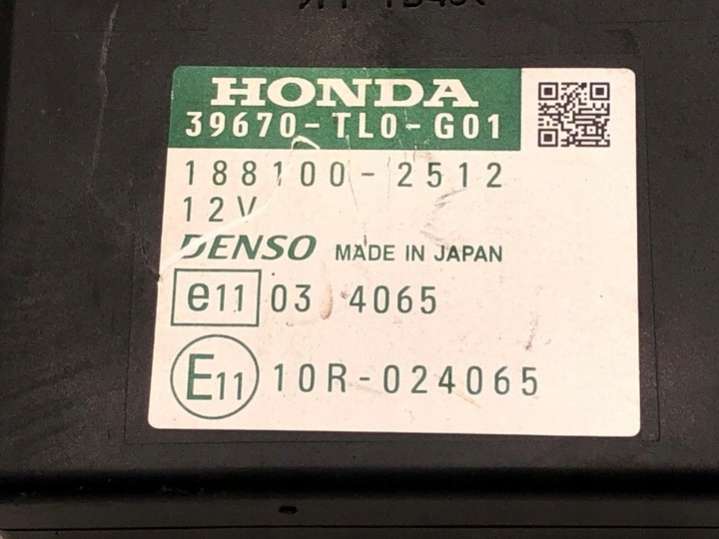 HONDA
39670-TL0-G01
188100-2512
12V
DENSO MADE IN JAPAN
e11 03 4065
E11 10R-024065